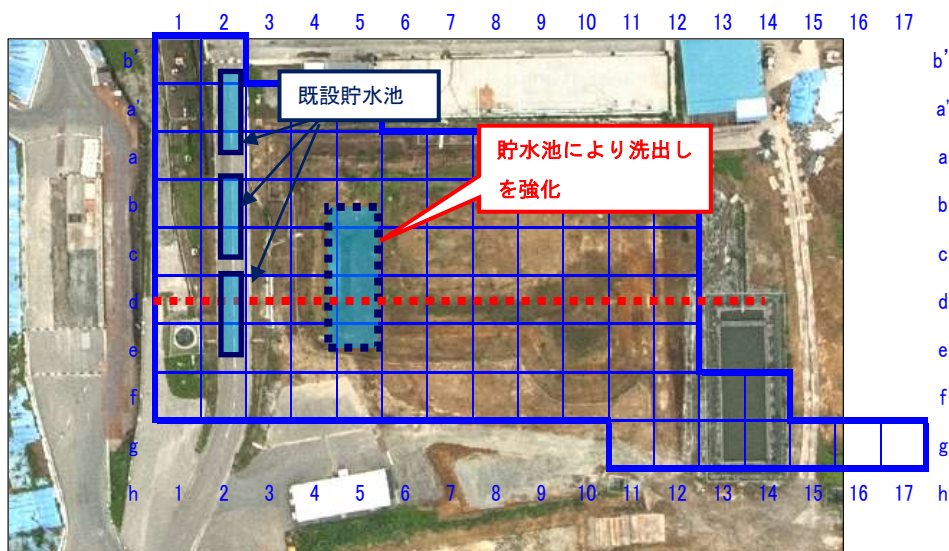 1 2 3 4 5 6 7 8 9 10 11 12 13 14 15 16 17
b' b'
既設貯水池
a' a'
貯水池により洗出し
a a
を強化
b b
c c
d d
e e
f f
g g
h 1 2 3 4 5 6 7 8 9 10 11 12 13 14 15 16 17 h